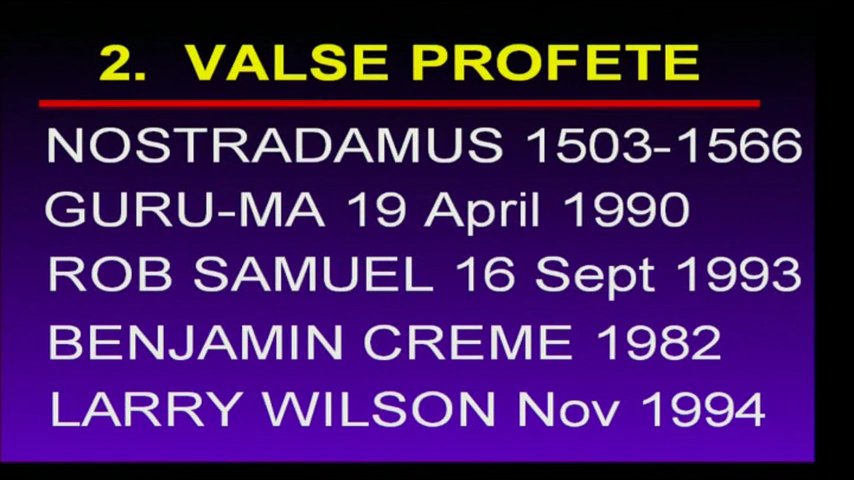 2. VALSE PROFETE
NOSTRADAMUS 1503-1566
GURU-MA 19 April 1990
ROB SAMUEL 16 Sept 1993
BENJAMIN CREME 1982
LARRY WILSON Nov 1994